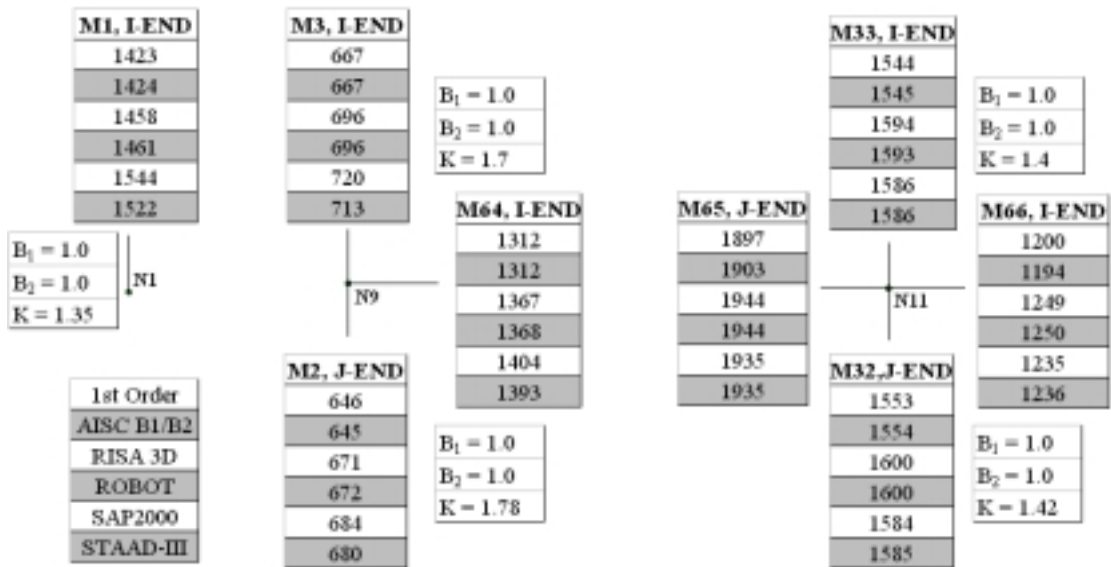 M1, I-END
1423
1424
1458
1461
1544
1522
B₁ = 1.0
B₂ = 1.0
K = 1.35
N1
1st Order
AISC B1/B2
RISA 3D
ROBOT
SAP2000
STAAD-III
M3, I-END
667
667
696
696
720
713
B₁ = 1.0
B₂ = 1.0
K = 1.7
N9
M64, I-END
1312
1312
1367
1368
1404
1393
M2, J-END
646
645
671
672
684
680
B₁ = 1.0
B₂ = 1.0
K = 1.78
M33, I-END
1544
1545
1594
1593
1586
1586
B₁ = 1.0
B₂ = 1.0
K = 1.4
M65, J-END
1897
1903
1944
1944
1935
1935
N11
M66, I-END
1200
1194
1249
1250
1235
1236
M32,J-END
1553
1554
1600
1600
1584
1585
B₁ = 1.0
B₂ = 1.0
K = 1.42